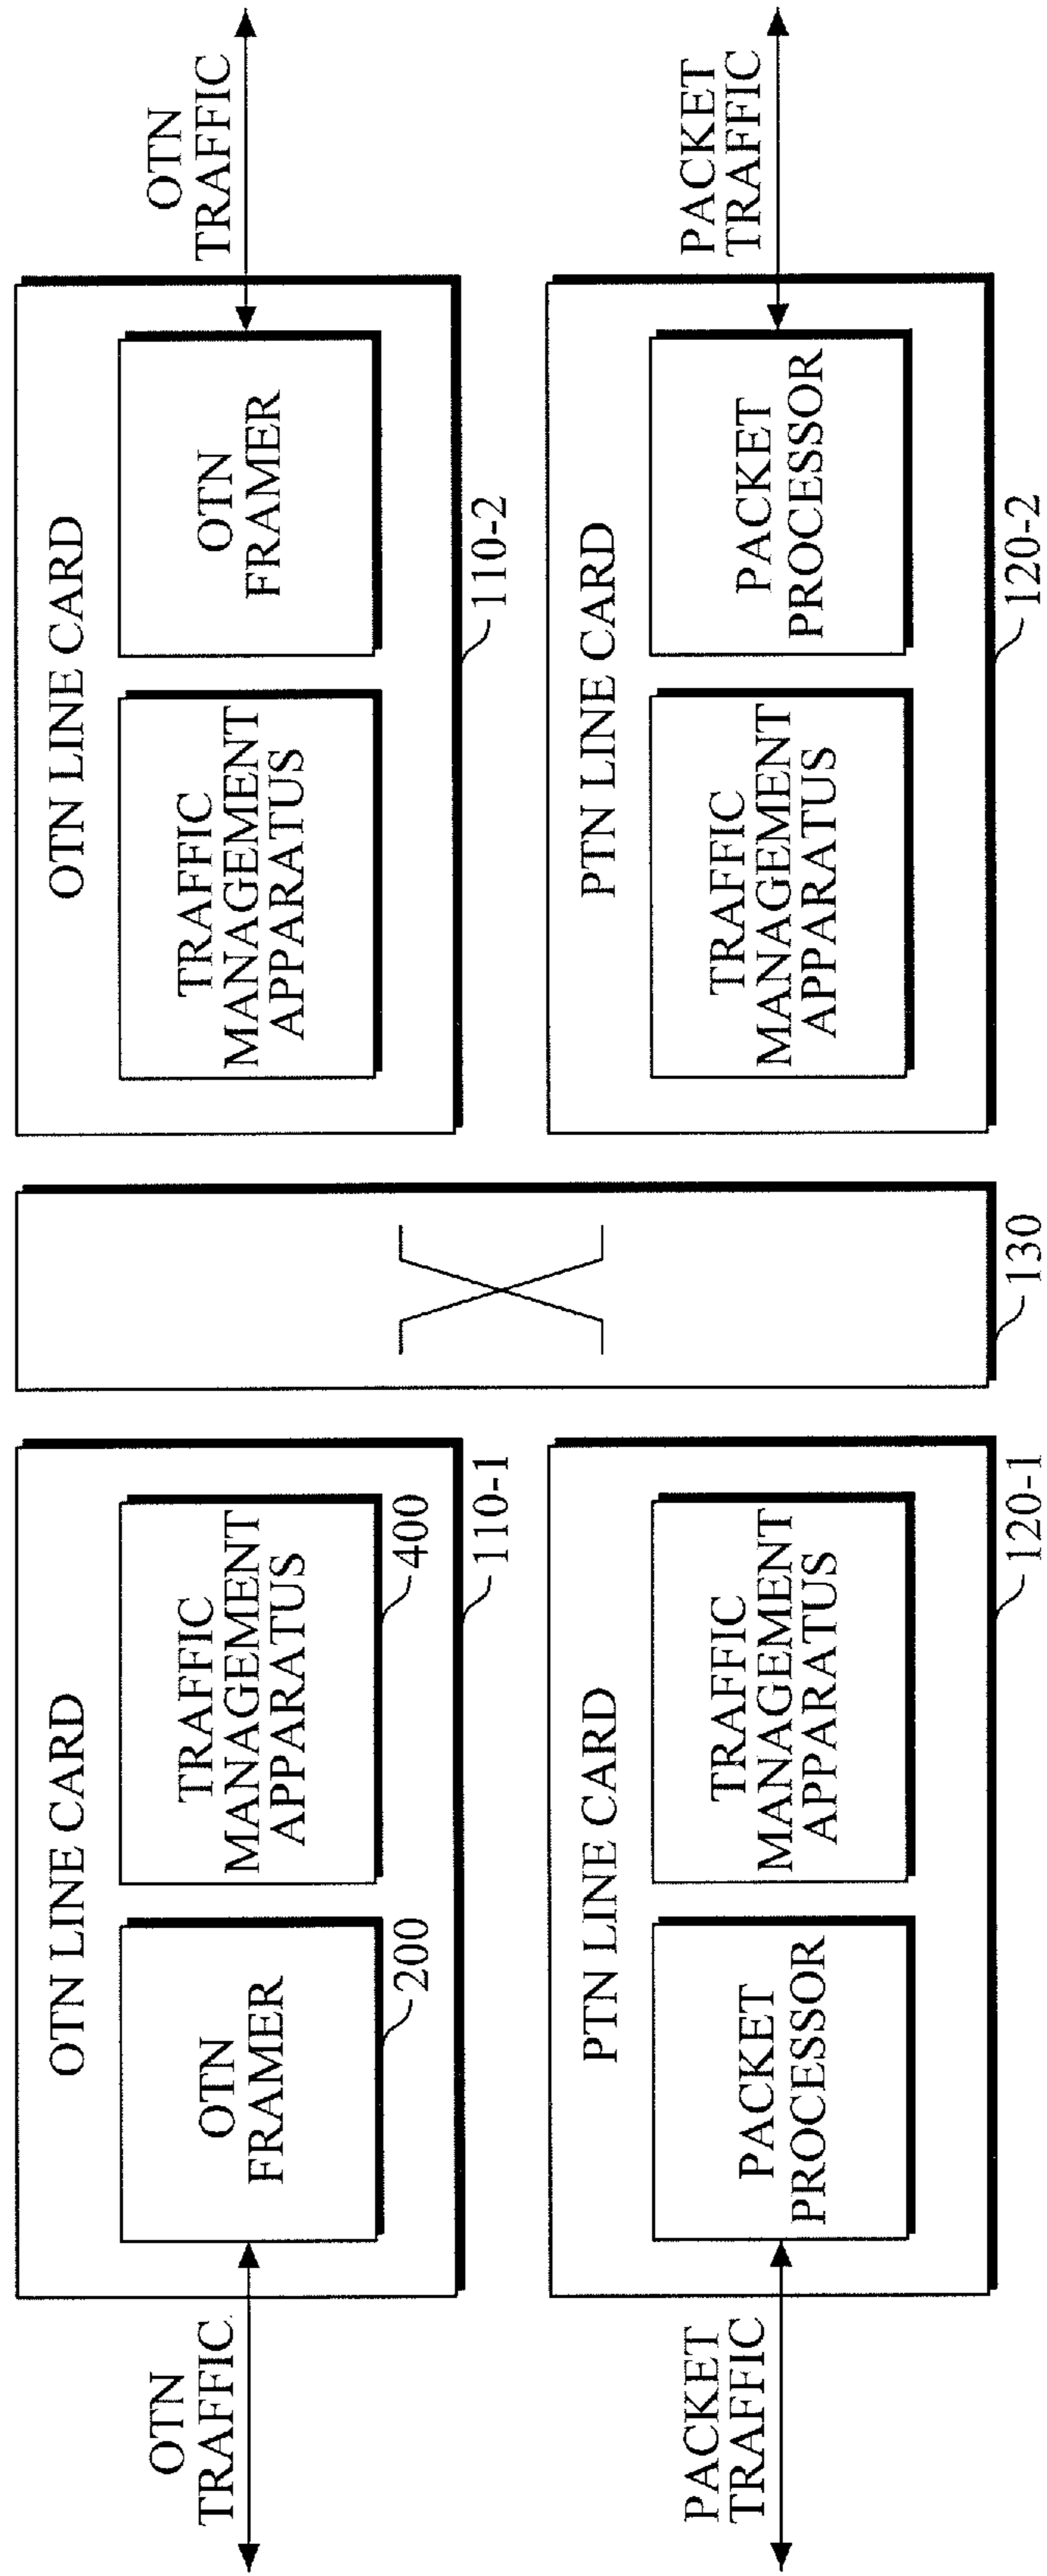 OTN
TRAFFIC
OTN LINE CARD
OTN
FRAMER
200
TRAFFIC
MANAGEMENT
APPARATUS
400
110-1
PACKET
TRAFFIC
PTN LINE CARD
PACKET
PROCESSOR
TRAFFIC
MANAGEMENT
APPARATUS
120-1
130
OTN LINE CARD
TRAFFIC
MANAGEMENT
APPARATUS
OTN
FRAMER
110-2
OTN
TRAFFIC
PTN LINE CARD
TRAFFIC
MANAGEMENT
APPARATUS
PACKET
PROCESSOR
120-2
PACKET
TRAFFIC